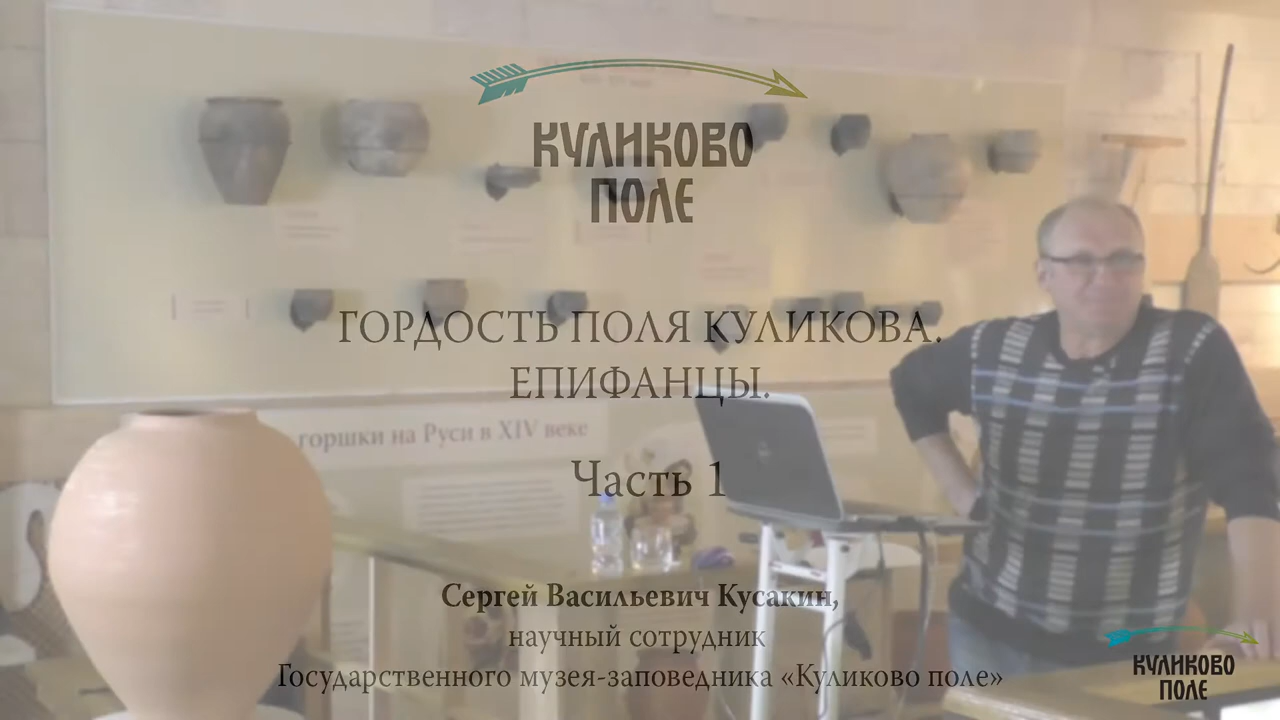 КУЛИКОВО
ПОЛЕ
ГОРДОСТЬ ПОЛЯ КУЛИКОВА.
ЕПИФАНЦЫ.
горшки на Руси в XIV веке
Часть 1
Сергей Васильевич Кусакин,
научный сотрудник
Государственного музея-заповедника «Куликово поле»
КУЛИКОВО
ПОЛЕ